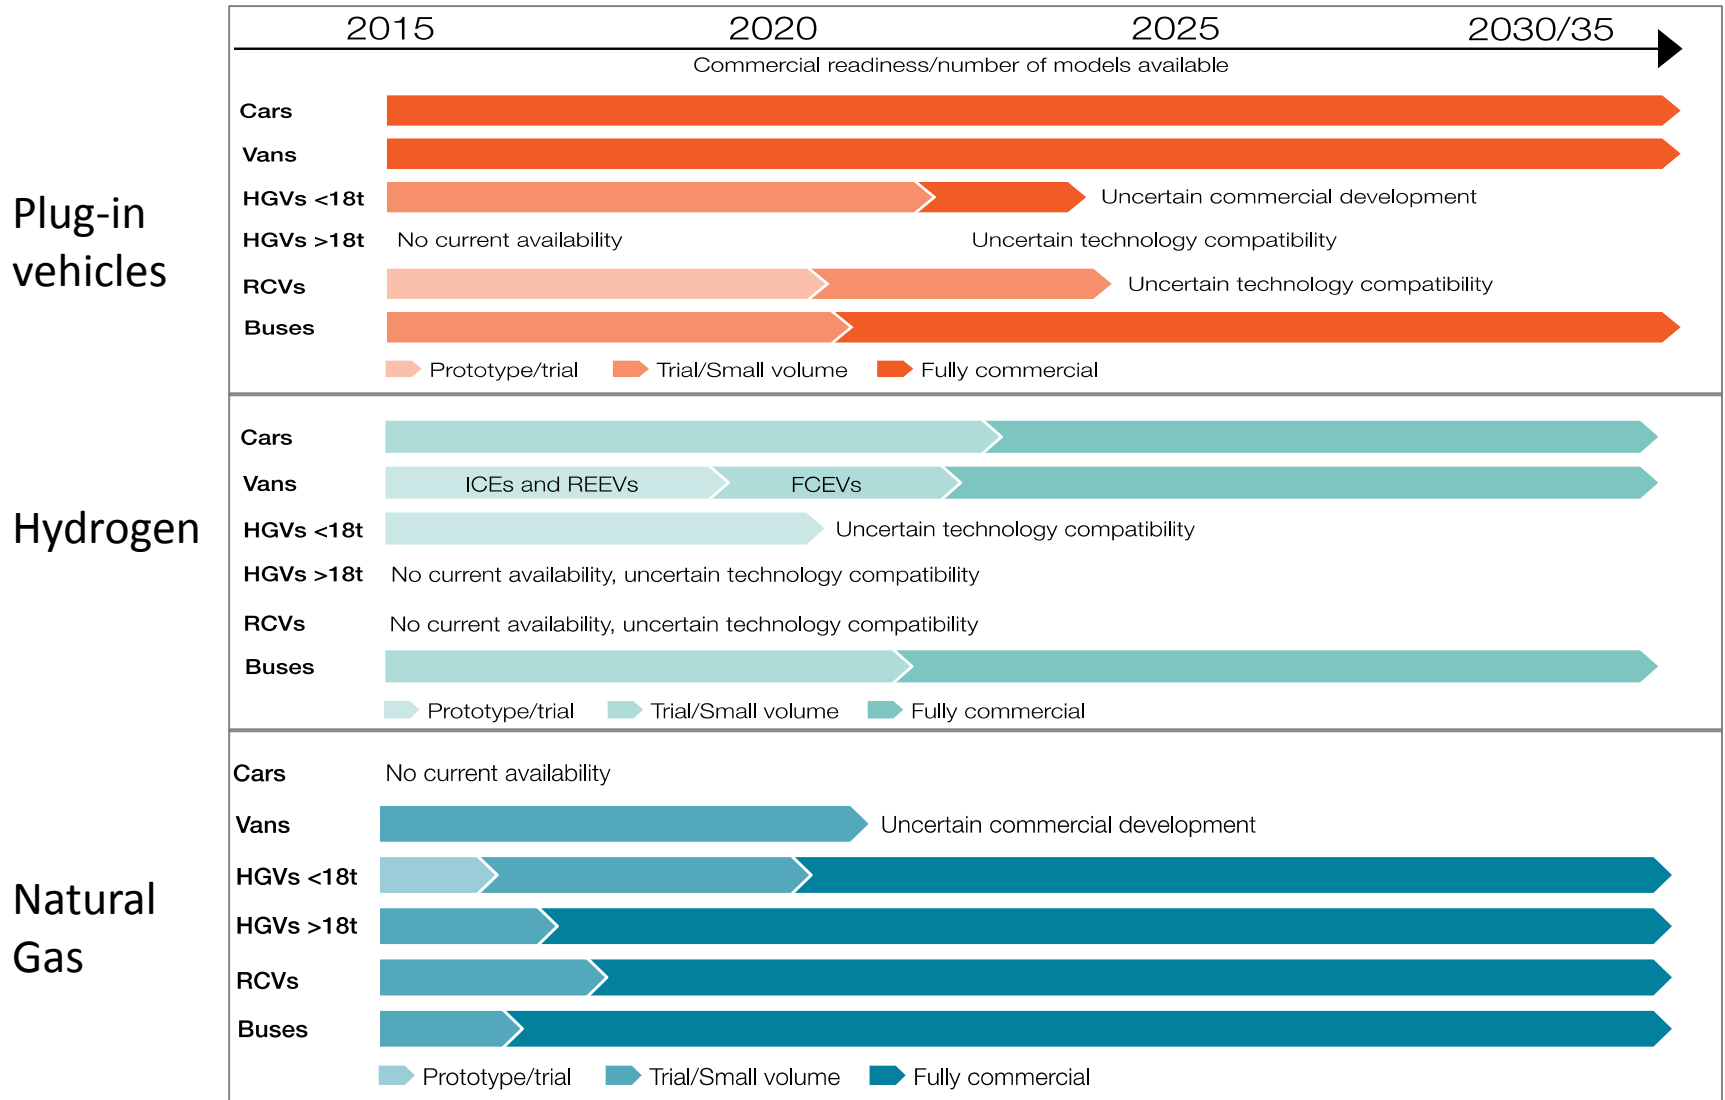 2015 2020 2025 2030/35
Commercial readiness/number of models available
Plug-in
vehicles
Cars
Vans
HGVs <18t Uncertain commercial development
HGVs >18t No current availability Uncertain technology compatibility
RCVs Uncertain technology compatibility
Buses
Prototype/trial Trial/Small volume Fully commercial
Hydrogen
Cars
Vans ICEs and REEVs FCEVs
HGVs <18t Uncertain technology compatibility
HGVs >18t No current availability, uncertain technology compatibility
RCVs No current availability, uncertain technology compatibility
Buses
Prototype/trial Trial/Small volume Fully commercial
Natural
Gas
Cars No current availability
Vans Uncertain commercial development
HGVs <18t
HGVs >18t
RCVs
Buses
Prototype/trial Trial/Small volume Fully commercial